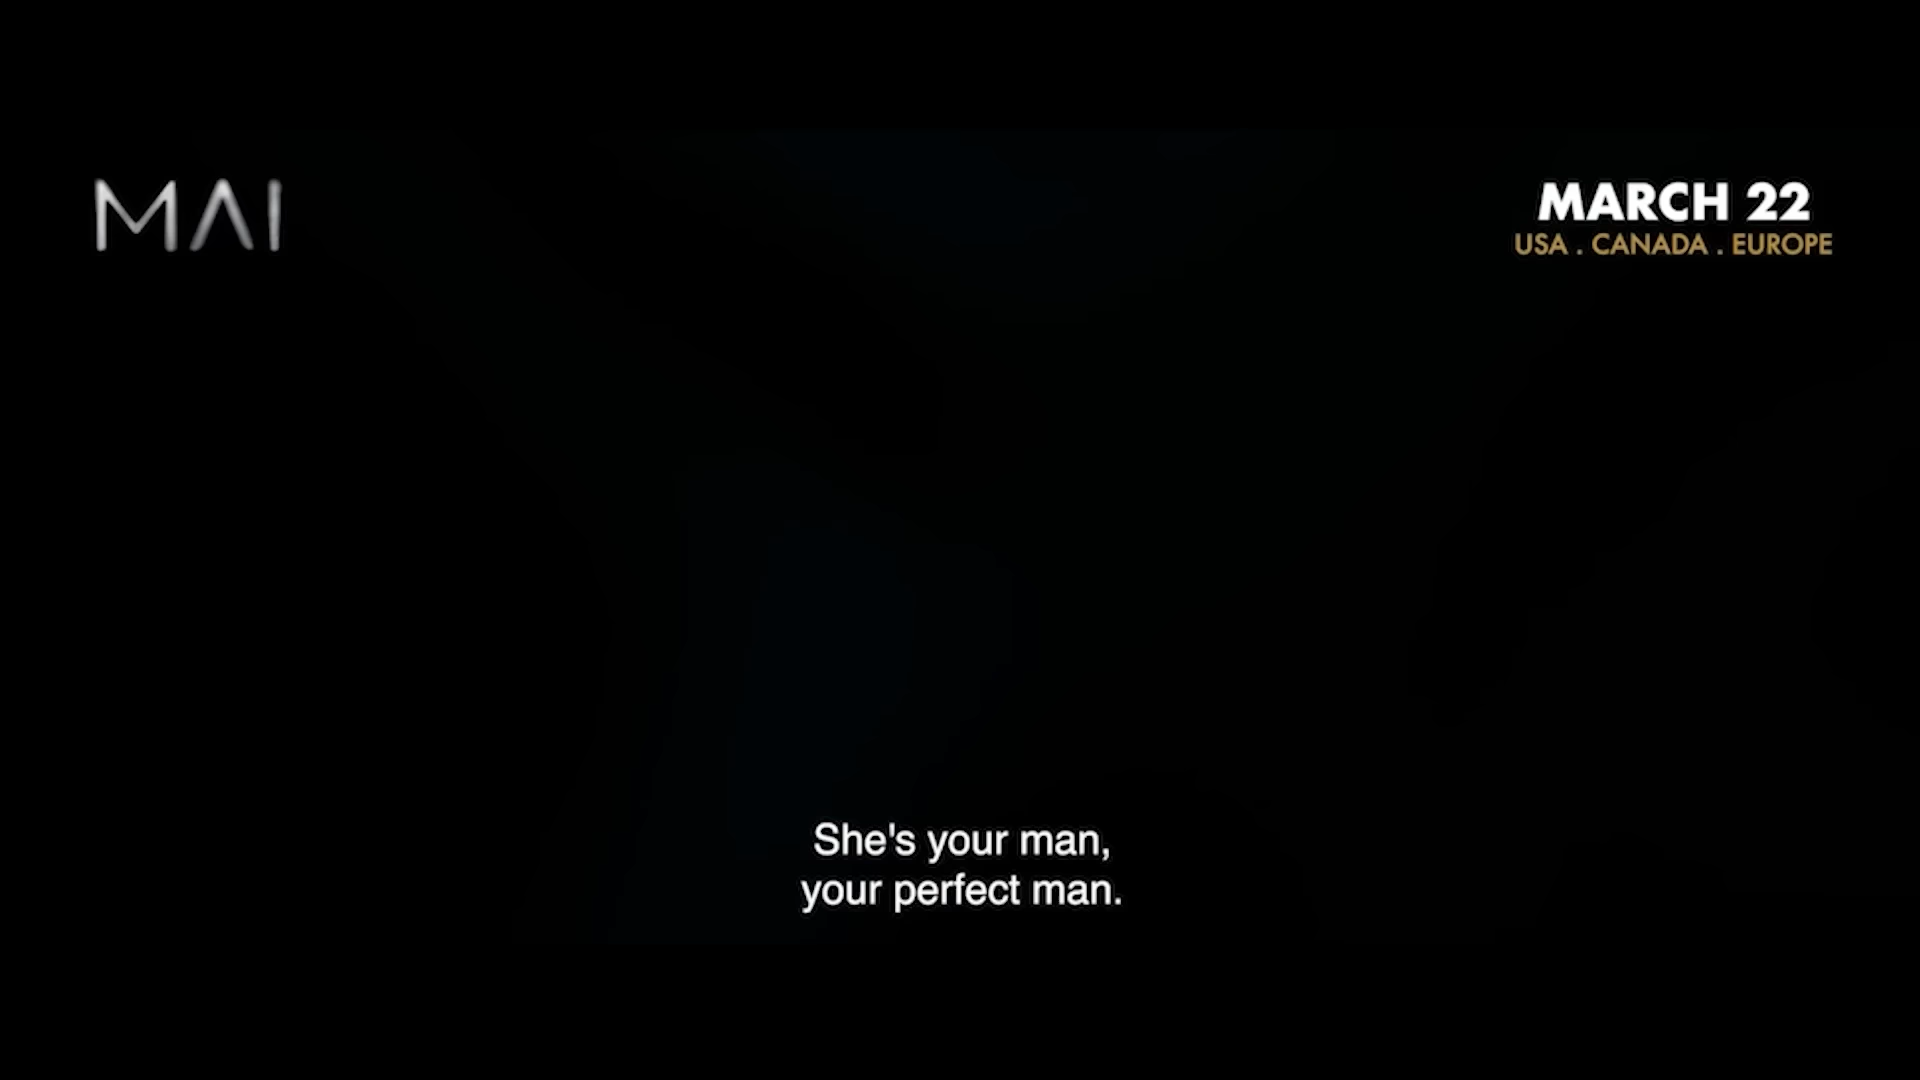 MAI
MARCH 22
USA . CANADA . EUROPE
She's your man,
your perfect man.